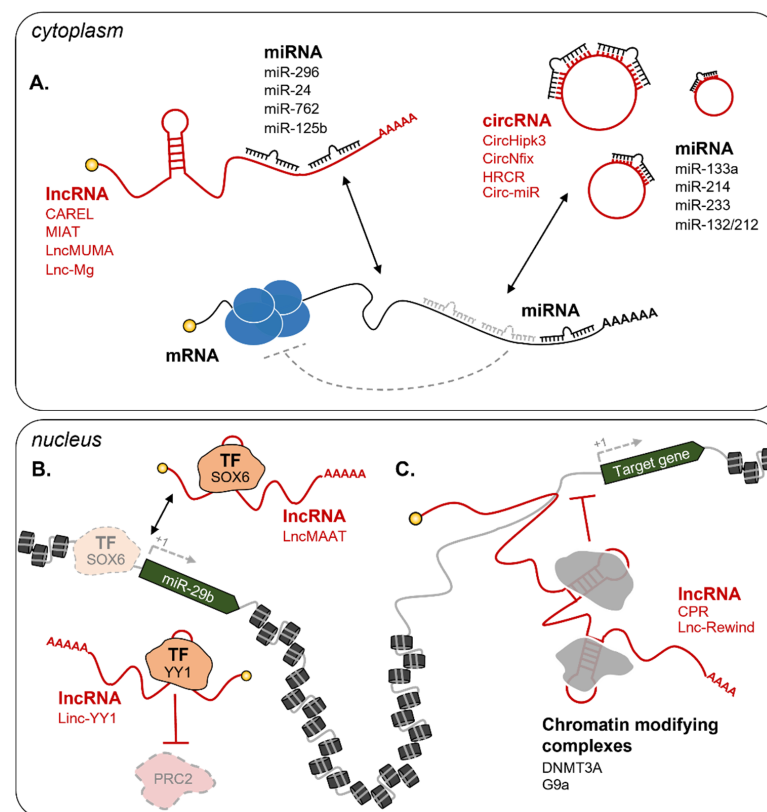 cytoplasm
A.
miRNA
miR-296
miR-24
miR-762
miR-125b
AAAAA
lncRNA
CAREL
MIAT
LncMUMA
Lnc-Mg
circRNA
CircHipk3
CircNfix
HRCR
Circ-miR
miRNA
miR-133a
miR-214
miR-233
miR-132/212
mRNA
miRNA
AAAAAA
nucleus
B.
TF
SOX6
AAAAA
lncRNA
LncMAAT
TF
SOX6
+1
miR-29b
AAAAA
TF
YY1
lncRNA
Linc-YY1
PRC2
C.
+1
Target gene
lncRNA
CPR
Lnc-Rewind
AAAA
Chromatin modifying
complexes
DNMT3A
G9a